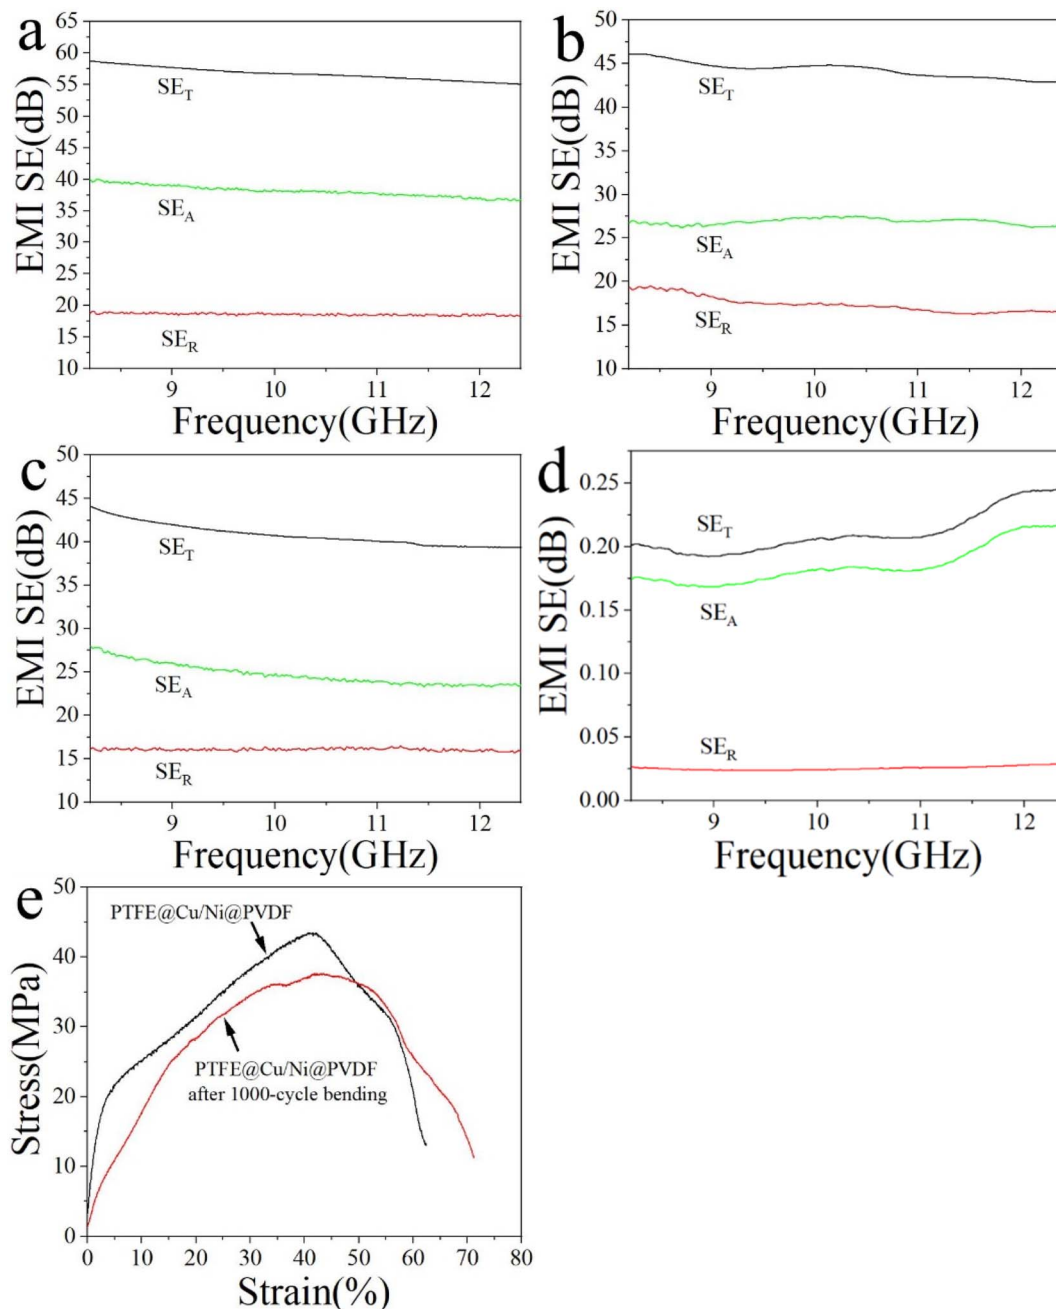 a
65
60
55
50
45
40
35
30
25
20
15
10
EMI SE(dB)
SE_T
SE_A
SE_R
9
10
11
12
Frequency(GHz)
b
50
45
40
35
30
25
20
15
10
EMI SE(dB)
SE_T
SE_A
SE_R
9
10
11
12
Frequency(GHz)
c
50
45
40
35
30
25
20
15
10
EMI SE(dB)
SE_T
SE_A
SE_R
9
10
11
12
Frequency(GHz)
d
0.25
0.20
0.15
0.10
0.05
0.00
EMI SE(dB)
SE_T
SE_A
SE_R
9
10
11
12
Frequency(GHz)
e
50
40
30
20
10
0
Stress(MPa)
PTFE@Cu/Ni@PVDF
PTFE@Cu/Ni@PVDF
after 1000-cycle bending
0
10
20
30
40
50
60
70
80
Strain(%)